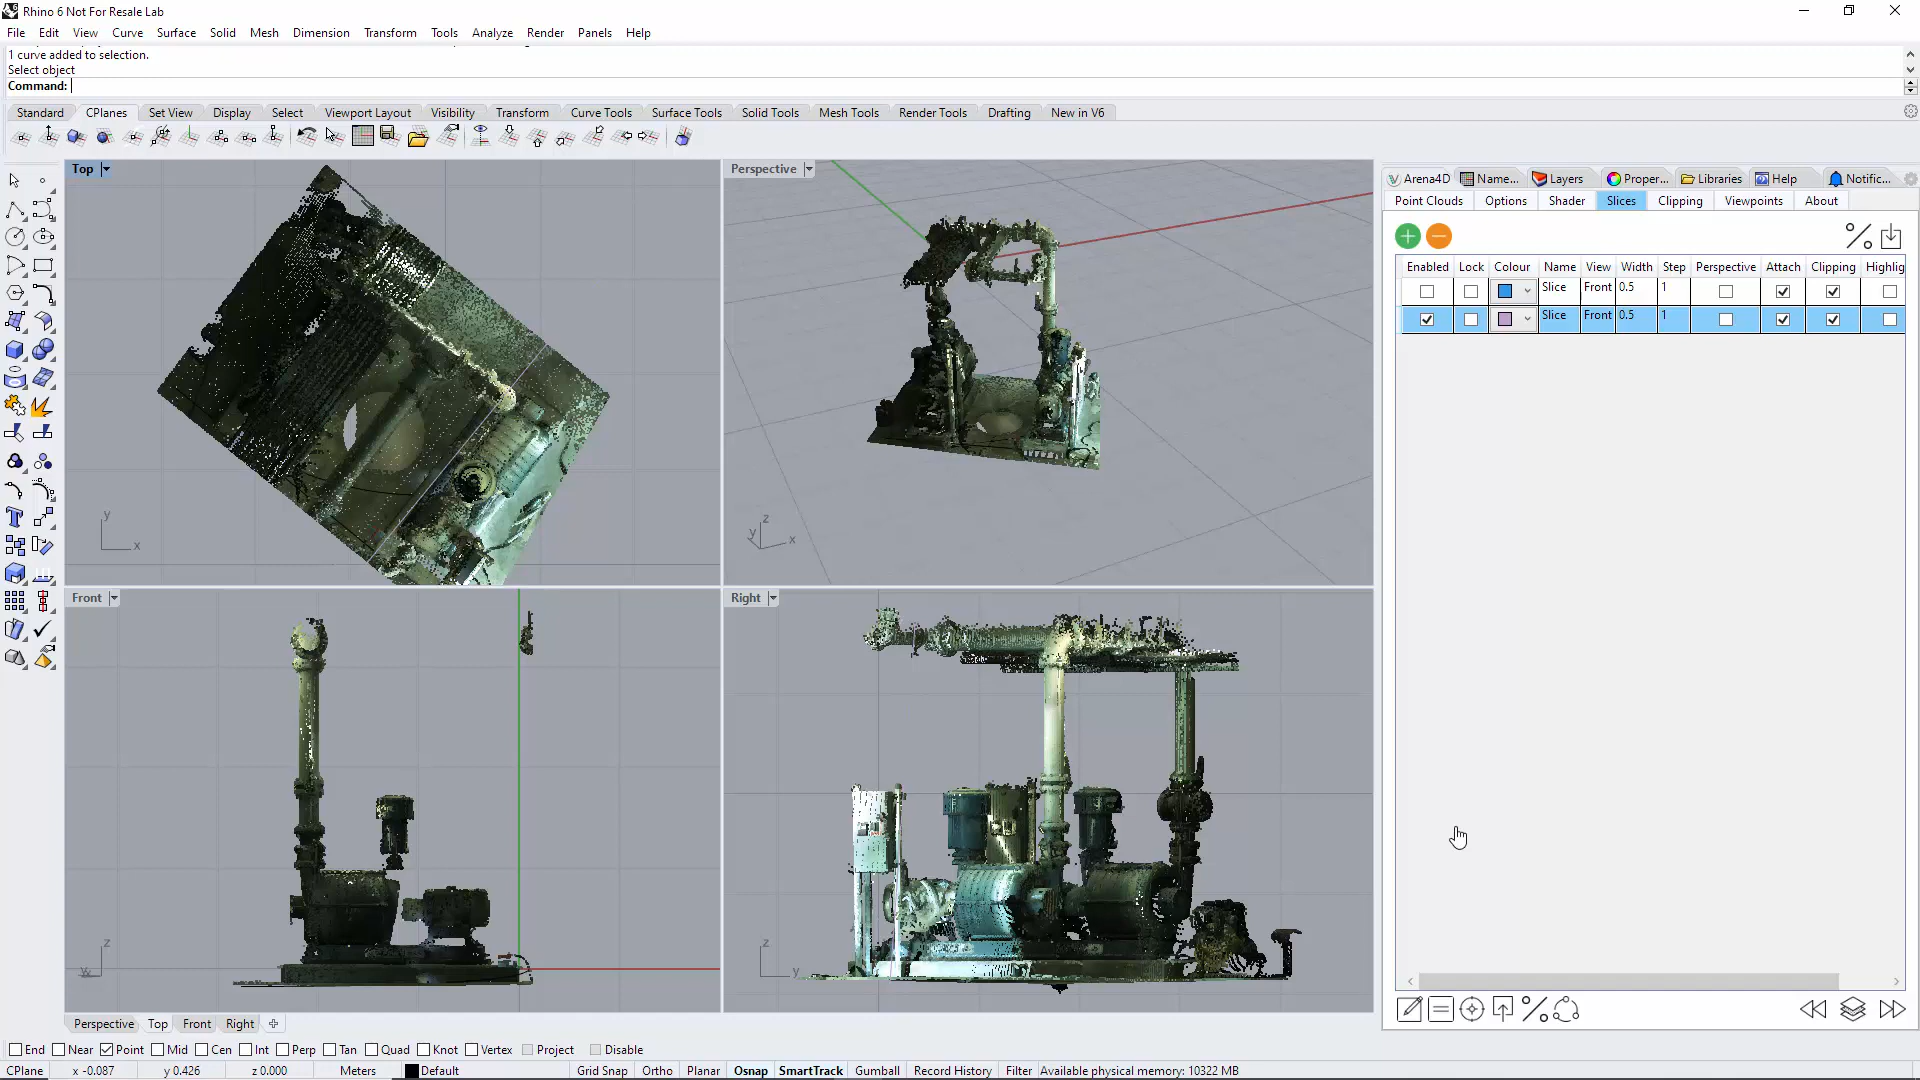 Rhino 6 Not For Resale Lab
File Edit View Curve Surface Solid Mesh Dimension Transform Tools Analyze Render Panels Help
1 curve added to selection.
Select object
Command:
Standard CPlanes Set View Display Select Viewport Layout Visibility Transform Curve Tools Surface Tools Solid Tools Mesh Tools Render Tools Drafting New in V6
Top
Perspective
Arena4D Name... Layers Proper... Libraries Help Notific...
Point Clouds Options Shader Slices Clipping Viewpoints About
Enabled Lock Colour Name View Width Step Perspective Attach Clipping Highlig
Slice Front 0.5 1
Slice Front 0.5 1
y
x
z
y
x
Front
Right
z
z
y
Perspective Top Front Right
End Near Point Mid Cen Int Perp Tan Quad Knot Vertex Project Disable
CPlane x -0.087 y 0.426 z 0.000 Meters Default Grid Snap Ortho Planar Osnap SmartTrack Gumball Record History Filter Available physical memory: 10322 MB